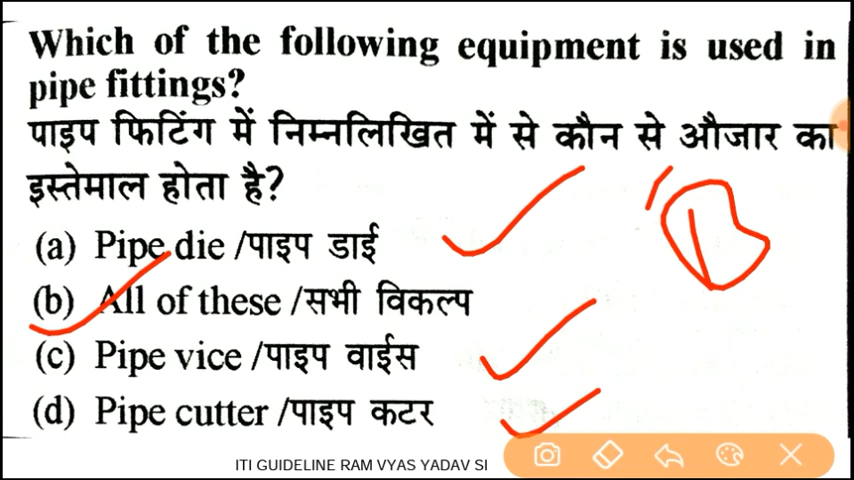 Which of the following equipment is used in
pipe fittings?
पाइप फिटिंग में निम्नलिखित में से कौन से औजार का
इस्तेमाल होता है?
(a) Pipe die /पाइप डाई
(b) All of these /सभी विकल्प
(c) Pipe vice /पाइप वाईस
(d) Pipe cutter /पाइप कटर
B
ITI GUIDELINE RAM VYAS YADAV SI